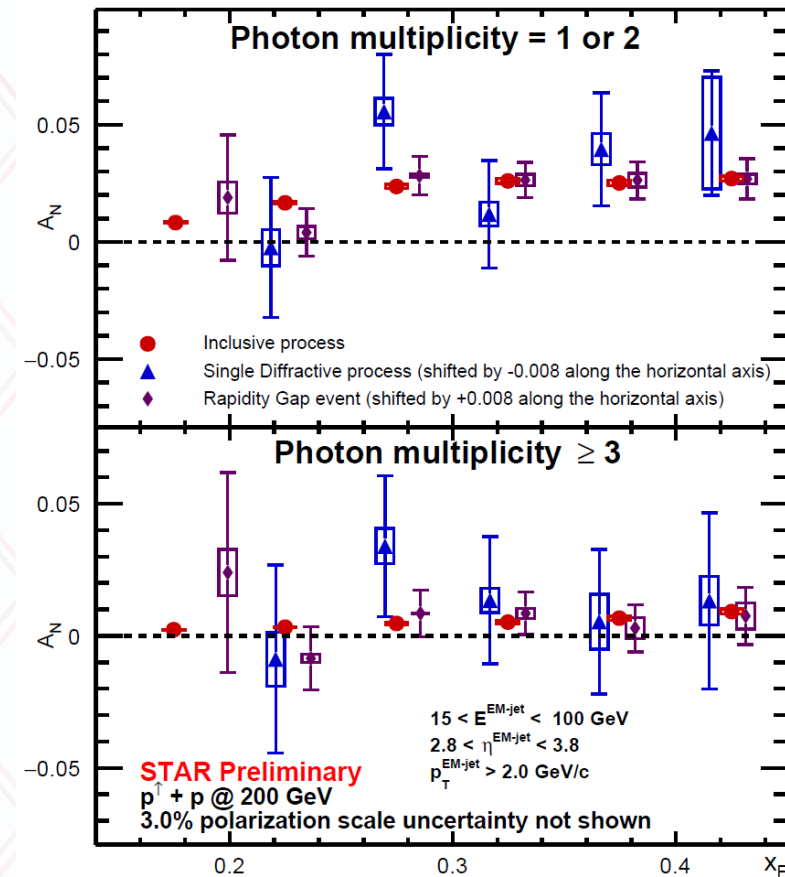 Photon multiplicity = 1 or 2
A_N
0.05
0
−0.05
Inclusive process
Single Diffractive process (shifted by -0.008 along the horizontal axis)
Rapidity Gap event (shifted by +0.008 along the horizontal axis)
Photon multiplicity ≥ 3
A_N
0.05
0
−0.05
15 < E^EM-jet < 100 GeV
2.8 < η^EM-jet < 3.8
p_T^EM-jet > 2.0 GeV/c
STAR Preliminary
p^↑ + p @ 200 GeV
3.0% polarization scale uncertainty not shown
0.2 0.3 0.4 x_F